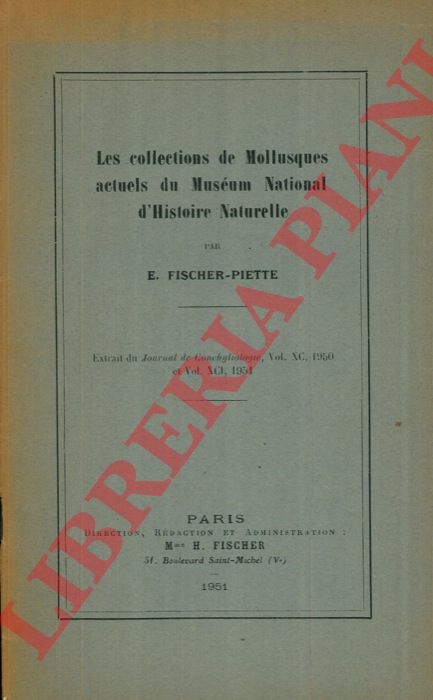 Les collections de Mollusques
actuels du Muséum National
d'Histoire Naturelle
PAR
E. FISCHER-PIETTE
Extrait du Journal de Conchyliologie, Vol. XC, 1950
et Vol. XCI, 1951
PARIS
DIRECTION, RÉDACTION ET ADMINISTRATION :
Mme H. FISCHER
51, Boulevard Saint-Michel (Ve)
1951
LIBRERIA PIANI